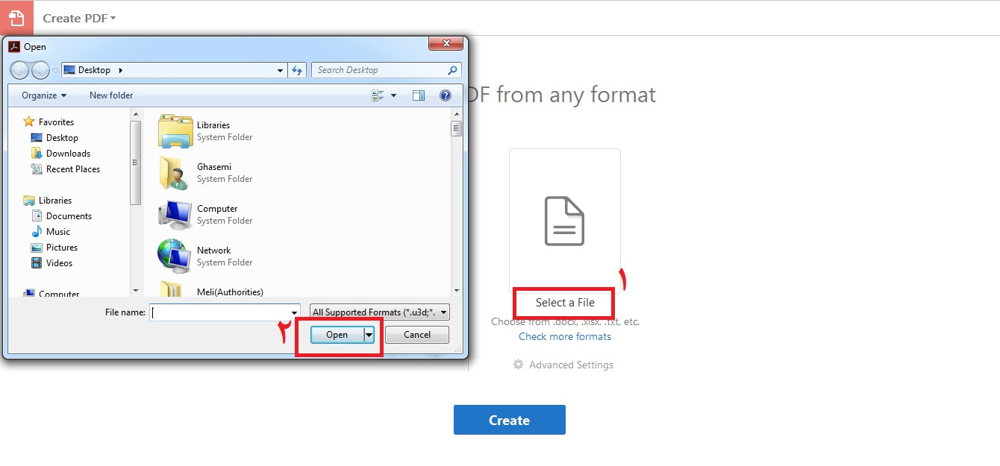 Create PDF
Open
Desktop
Search Desktop
Organize
New folder
DF from any format
Favorites
Desktop
Downloads
Recent Places
Libraries
Documents
Music
Pictures
Videos
Computer
Libraries
System Folder
Ghasemi
System Folder
Computer
System Folder
Network
System Folder
Meli(Authorities)
File name:
All Supported Formats (*.u3d;*.
۲
Open
Cancel
۱
Select a File
Choose from .docx, .xlsx, .txt, etc.
Check more formats
Advanced Settings
Create